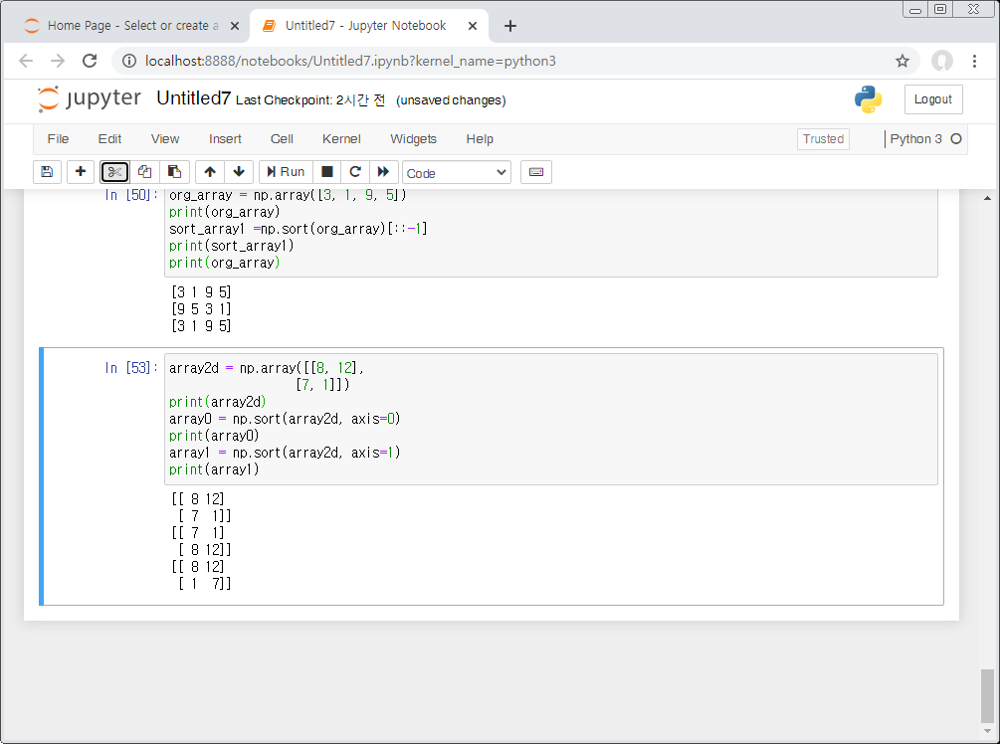 Home Page - Select or create a
Untitled7 - Jupyter Notebook
localhost:8888/notebooks/Untitled7.ipynb?kernel_name=python3
jupyter Untitled7 Last Checkpoint: 2시간 전 (unsaved changes)
Logout
File Edit View Insert Cell Kernel Widgets Help
Trusted
Python 3
Run
Code
In [50]: org_array = np.array([3, 1, 9, 5])
print(org_array)
sort_array1 =np.sort(org_array)[::-1]
print(sort_array1)
print(org_array)
[3 1 9 5]
[9 5 3 1]
[3 1 9 5]
In [53]: array2d = np.array([[8, 12],
[7, 1]])
print(array2d)
array0 = np.sort(array2d, axis=0)
print(array0)
array1 = np.sort(array2d, axis=1)
print(array1)
[[ 8 12]
[ 7  1]]
[[ 7  1]
[ 8 12]]
[[ 8 12]
[ 1  7]]